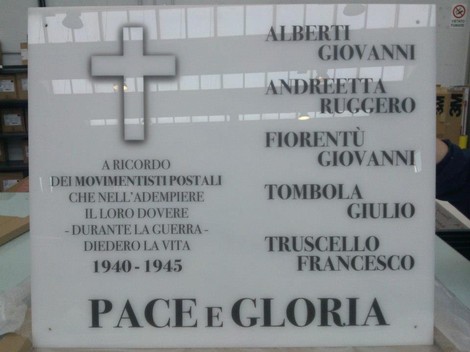 A RICORDO
DEI MOVIMENTISTI POSTALI
CHE NELL'ADEMPIERE
IL LORO DOVERE
- DURANTE LA GUERRA -
DIEDERO LA VITA
1940 - 1945
ALBERTI
GIOVANNI
ANDREETTA
RUGGERO
FIORENTÙ
GIOVANNI
TOMBOLA
GIULIO
TRUSCELLO
FRANCESCO
PACE E GLORIA
3M